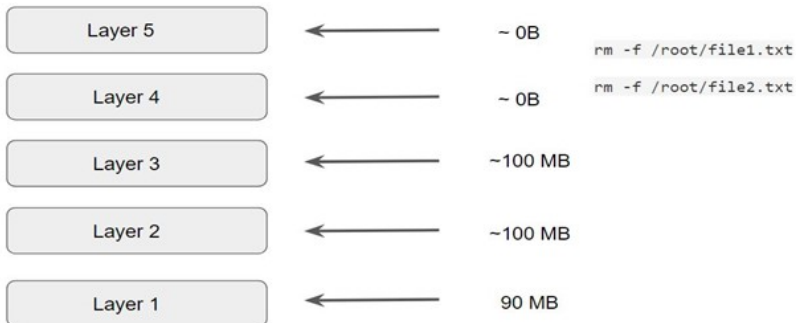 Layer 5 ~ 0B
rm -f /root/file1.txt
Layer 4 ~ 0B
rm -f /root/file2.txt
Layer 3 ~100 MB
Layer 2 ~100 MB
Layer 1 90 MB